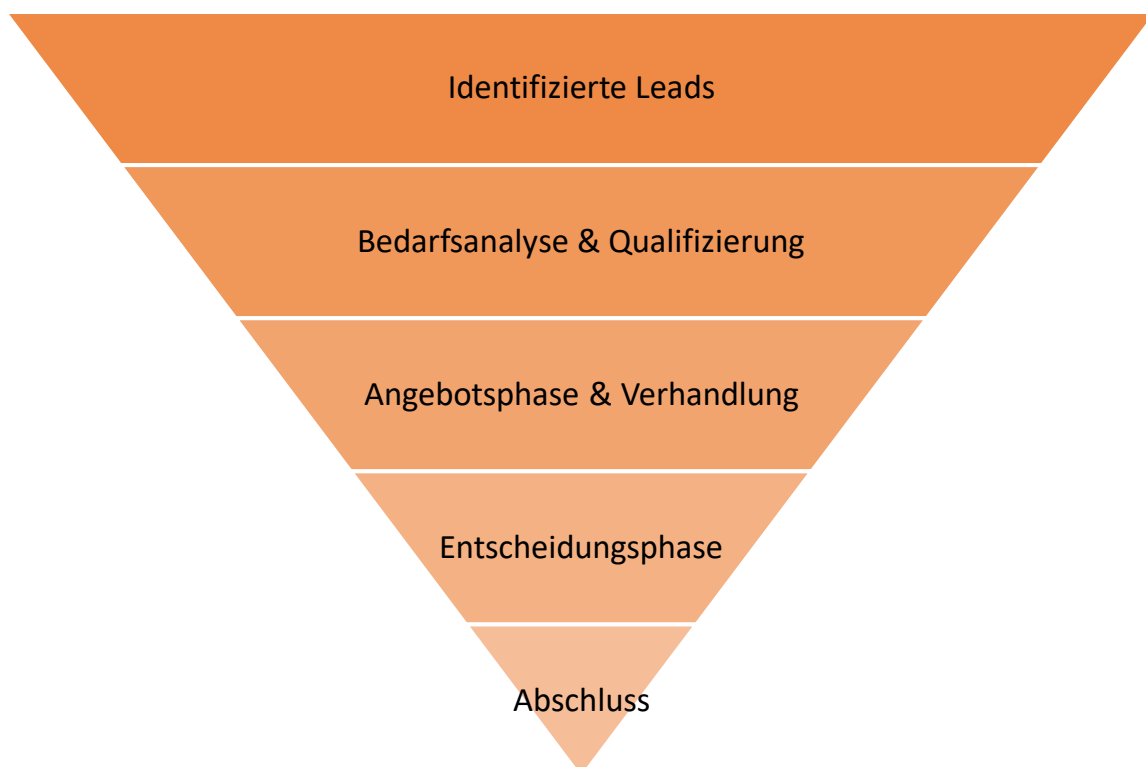 Identifizierte Leads
Bedarfsanalyse & Qualifizierung
Angebotsphase & Verhandlung
Entscheidungsphase
Abschluss